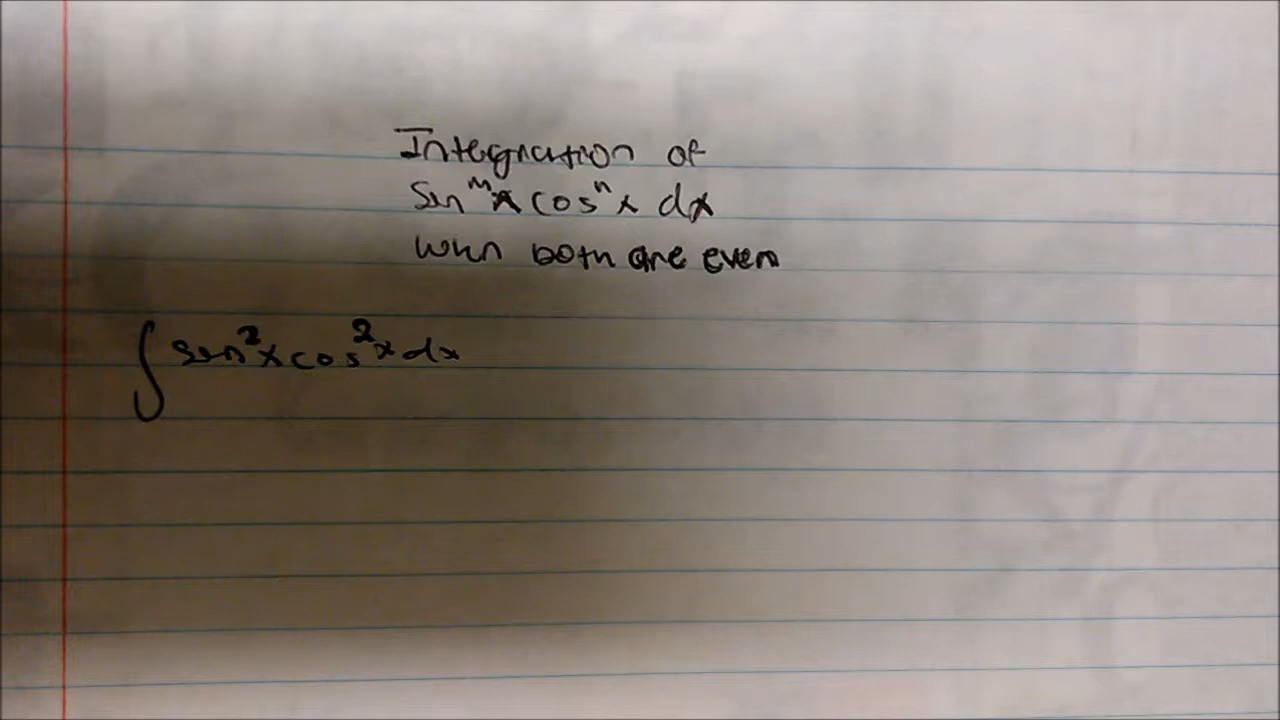 Integration of
sin^m x cos^n x dx
when both are even
∫ sin^2 x cos^2 x dx